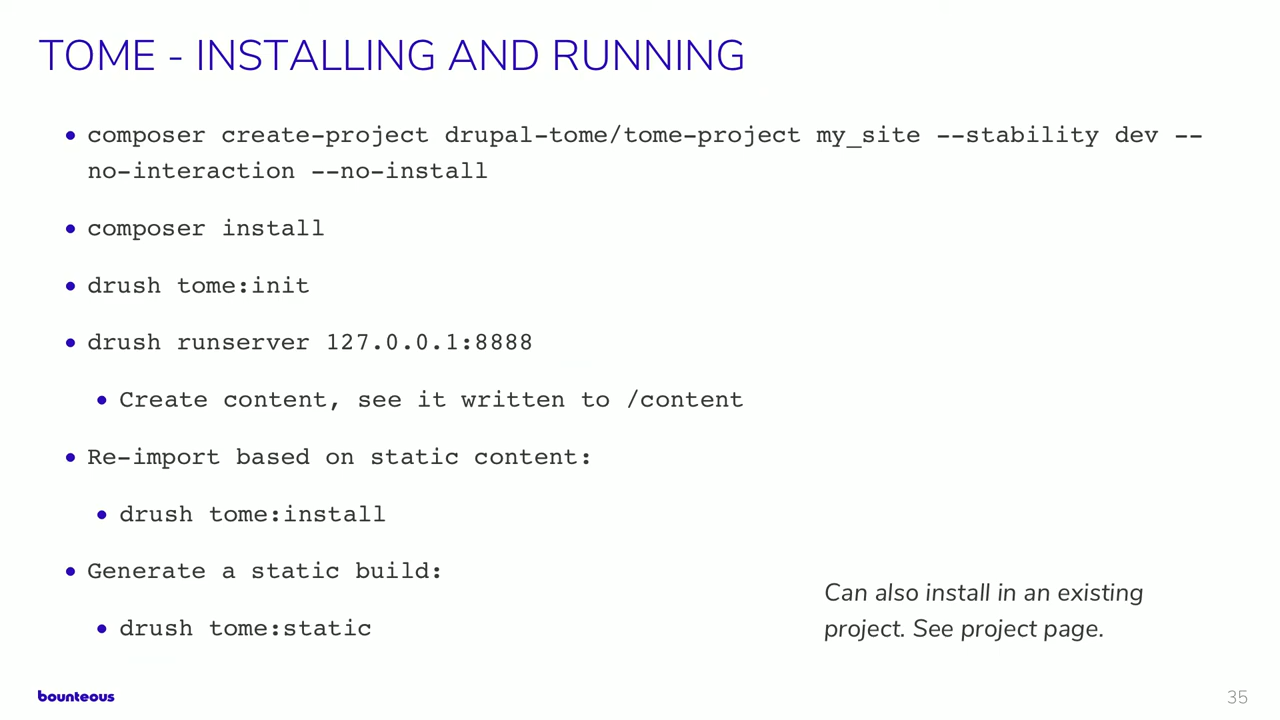 TOME - INSTALLING AND RUNNING
• composer create-project drupal-tome/tome-project my_site --stability dev --
no-interaction --no-install
• composer install
• drush tome:init
• drush runserver 127.0.0.1:8888
• Create content, see it written to /content
• Re-import based on static content:
• drush tome:install
• Generate a static build:
• drush tome:static
Can also install in an existing
project. See project page.
bounteous
35